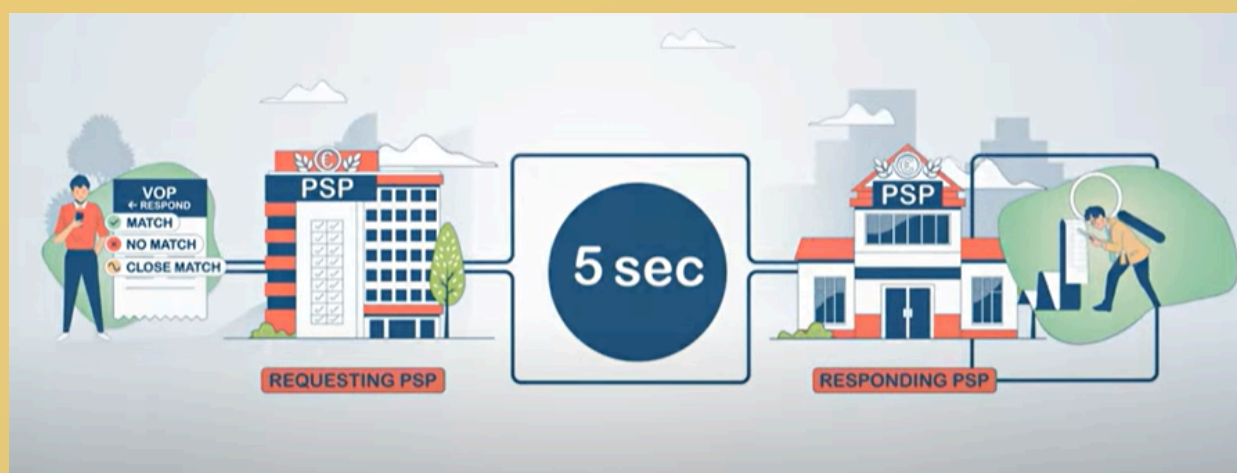 VOP
← RESPOND
MATCH
NO MATCH
CLOSE MATCH
€
PSP
REQUESTING PSP
5 sec
€
PSP
RESPONDING PSP